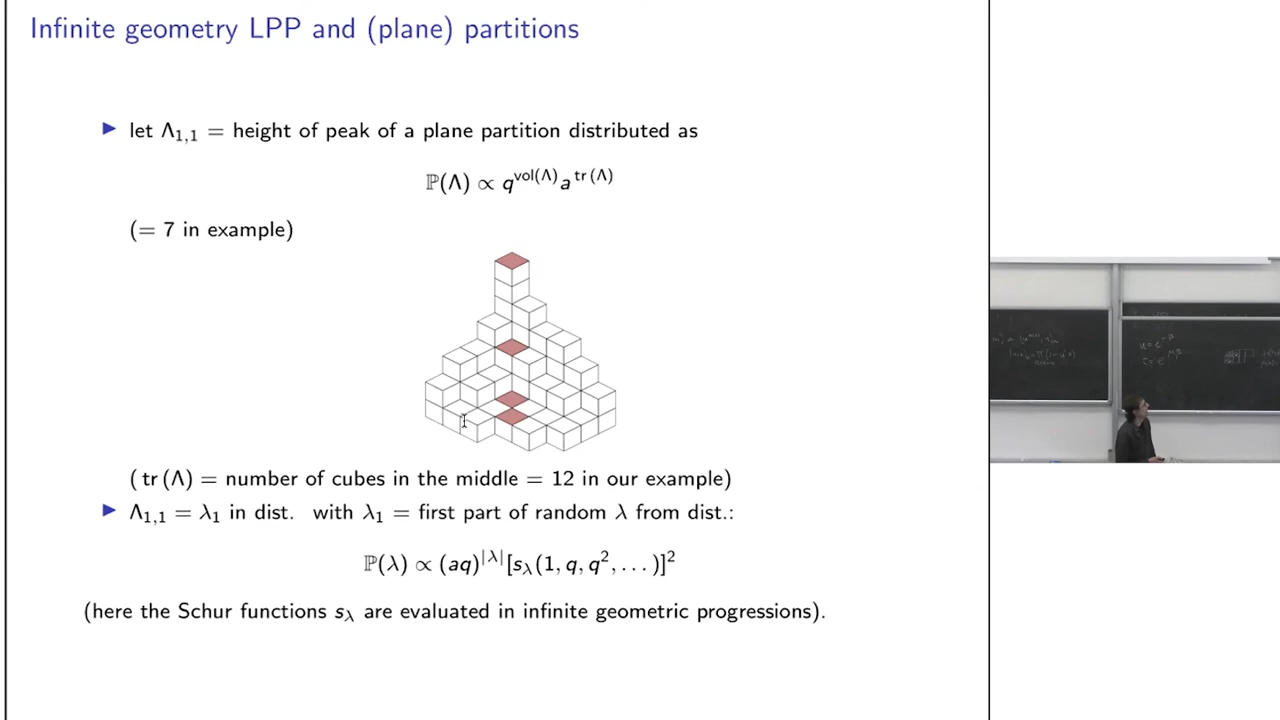 Infinite geometry LPP and (plane) partitions
▶ let Λ₁,₁ = height of peak of a plane partition distributed as
ℙ(Λ) ∝ q^{vol(Λ)} a^{tr(Λ)}
(= 7 in example)
(tr(Λ) = number of cubes in the middle = 12 in our example)
▶ Λ₁,₁ = λ₁ in dist. with λ₁ = first part of random λ from dist.:
ℙ(λ) ∝ (aq)^{|λ|}[s_λ(1, q, q², . . . )]²
(here the Schur functions s_λ are evaluated in infinite geometric progressions).